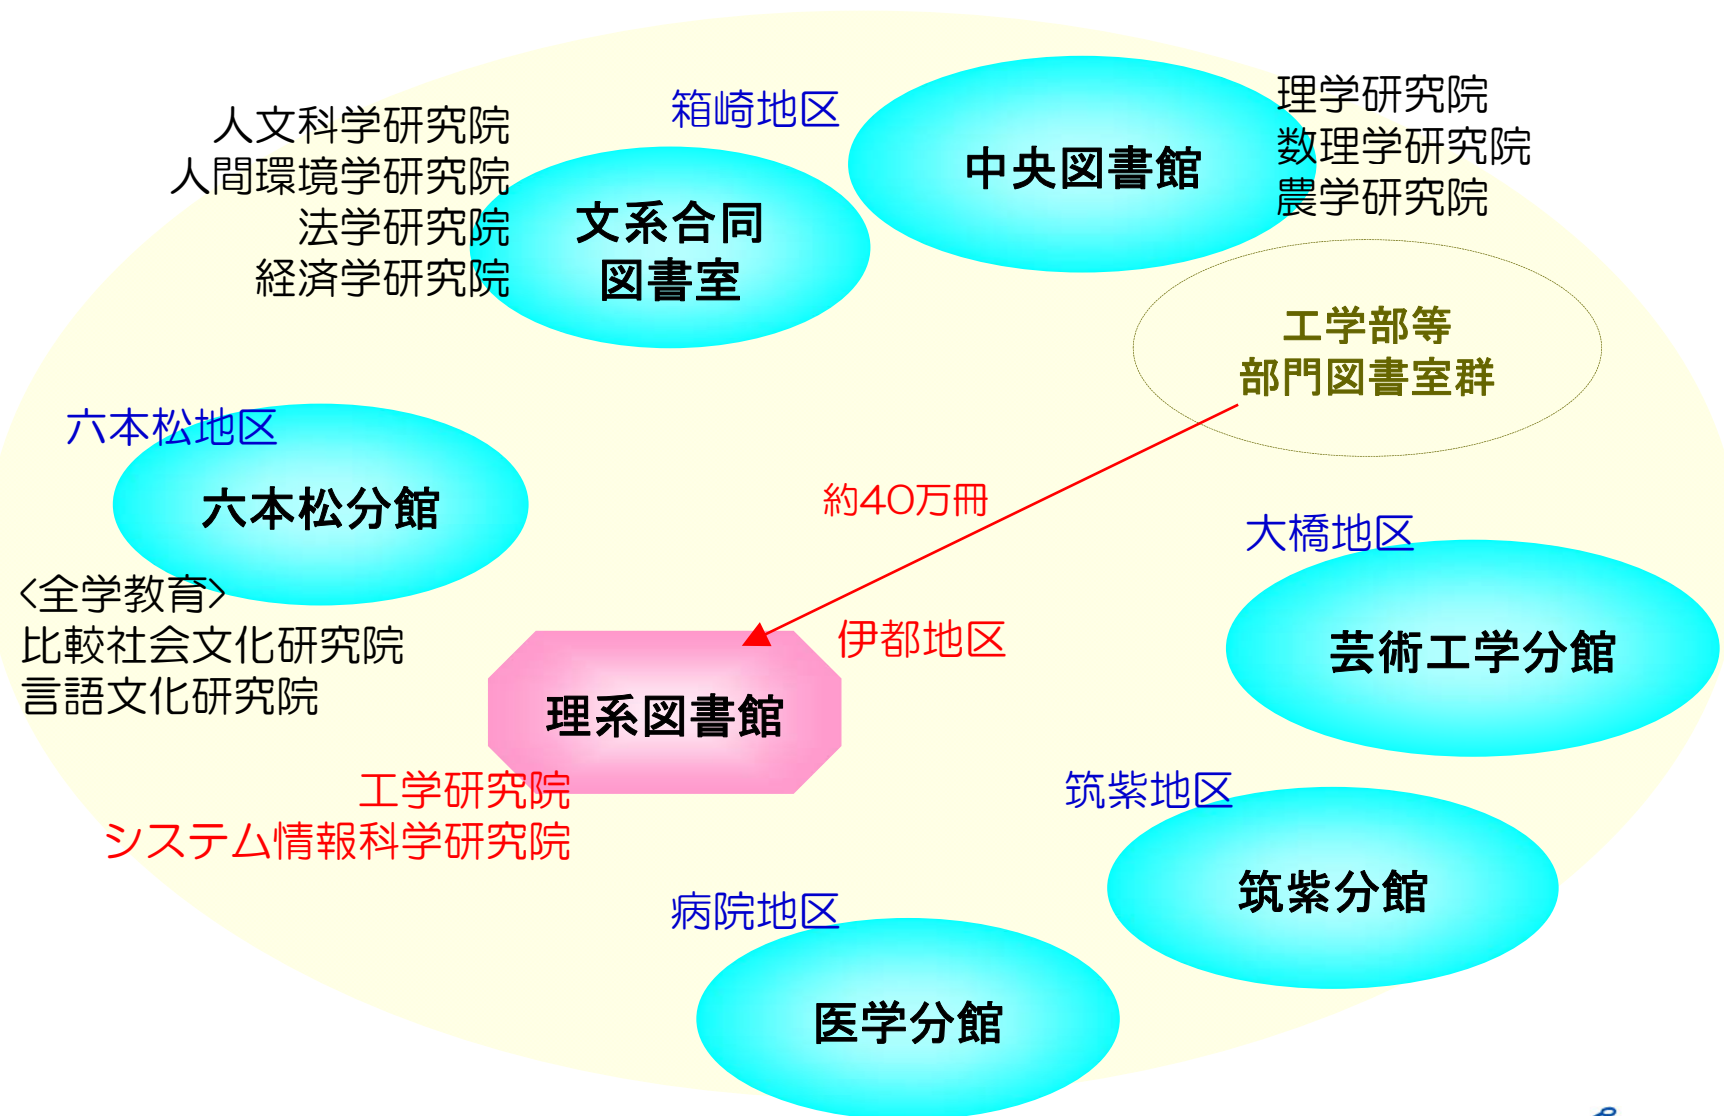 箱崎地区
人文科学研究院
人間環境学研究院
法学研究院
経済学研究院
文系合同
図書室
中央図書館
理学研究院
数理学研究院
農学研究院
工学部等
部門図書室群
六本松地区
六本松分館
<全学教育>
比較社会文化研究院
言語文化研究院
約40万冊
伊都地区
理系図書館
工学研究院
システム情報科学研究院
大橋地区
芸術工学分館
筑紫地区
筑紫分館
病院地区
医学分館